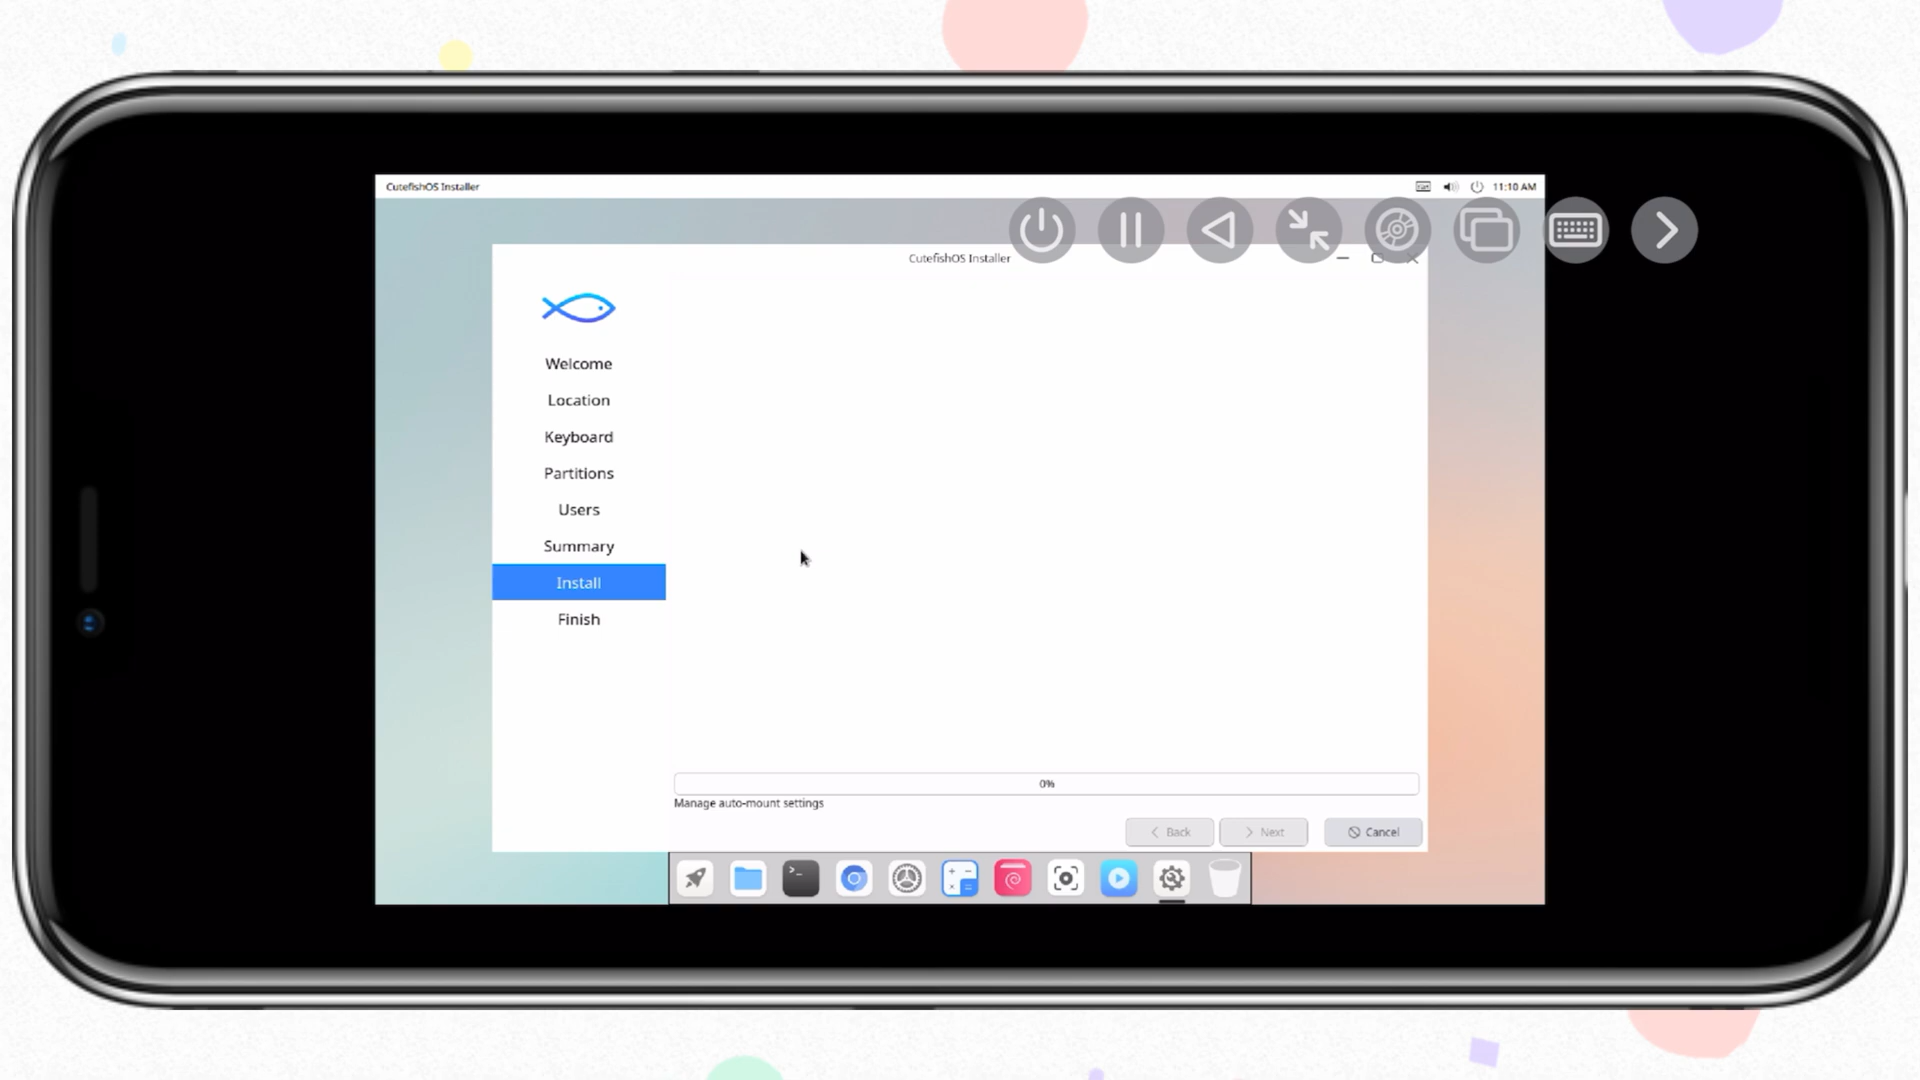 CutefishOS Installer
11:10 AM
CutefishOS Installer
Welcome
Location
Keyboard
Partitions
Users
Summary
Install
Finish
0%
Manage auto-mount settings
Back
Next
Cancel